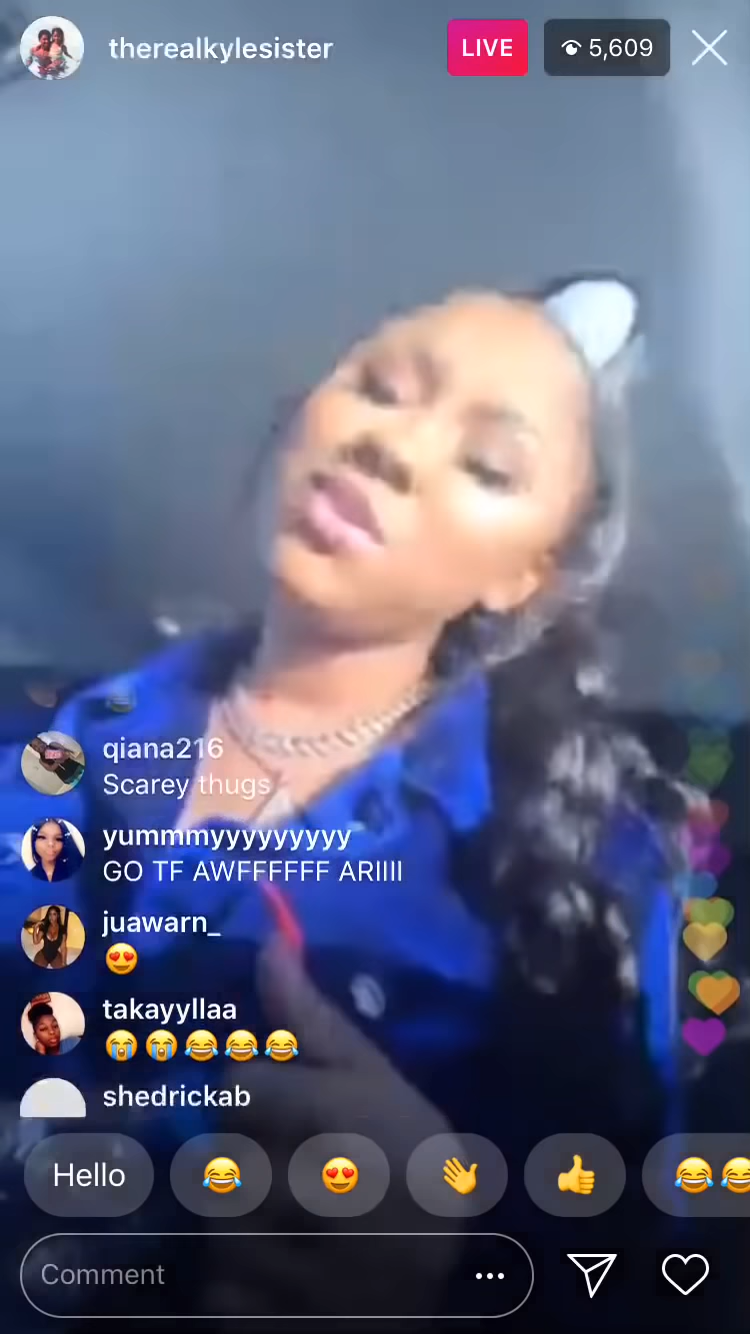 therealkylesister
LIVE
5,609
qiana216
Scarey thugs
yummmyyyyyyyyy
GO TF AWFFFFFF ARIIII
juawarn_
😍
takayyllaa
😭😭😂😂😂
shedrickab
Hello 😂 😍 👋 👍 😂😂
Comment